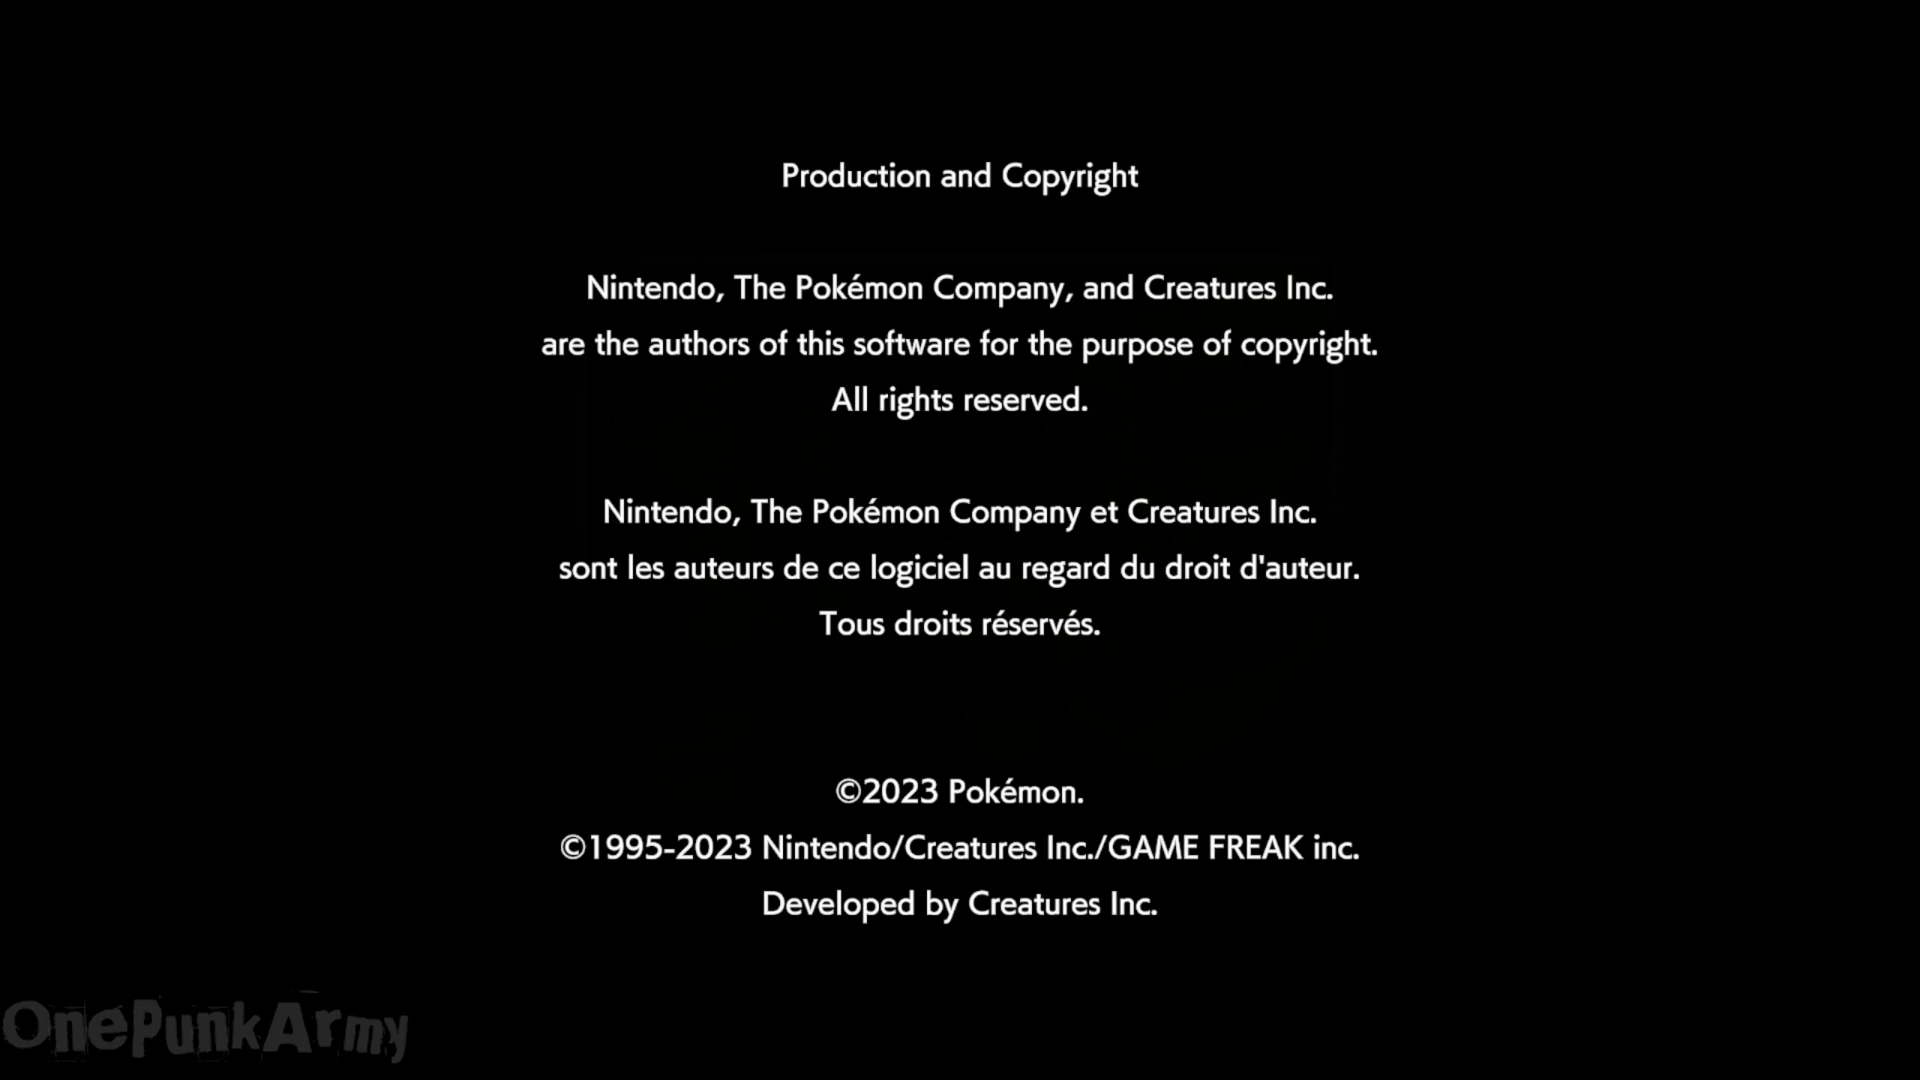 Production and Copyright
Nintendo, The Pokémon Company, and Creatures Inc.
are the authors of this software for the purpose of copyright.
All rights reserved.
Nintendo, The Pokémon Company et Creatures Inc.
sont les auteurs de ce logiciel au regard du droit d'auteur.
Tous droits réservés.
©2023 Pokémon.
©1995-2023 Nintendo/Creatures Inc./GAME FREAK inc.
Developed by Creatures Inc.
OnePunkArmy